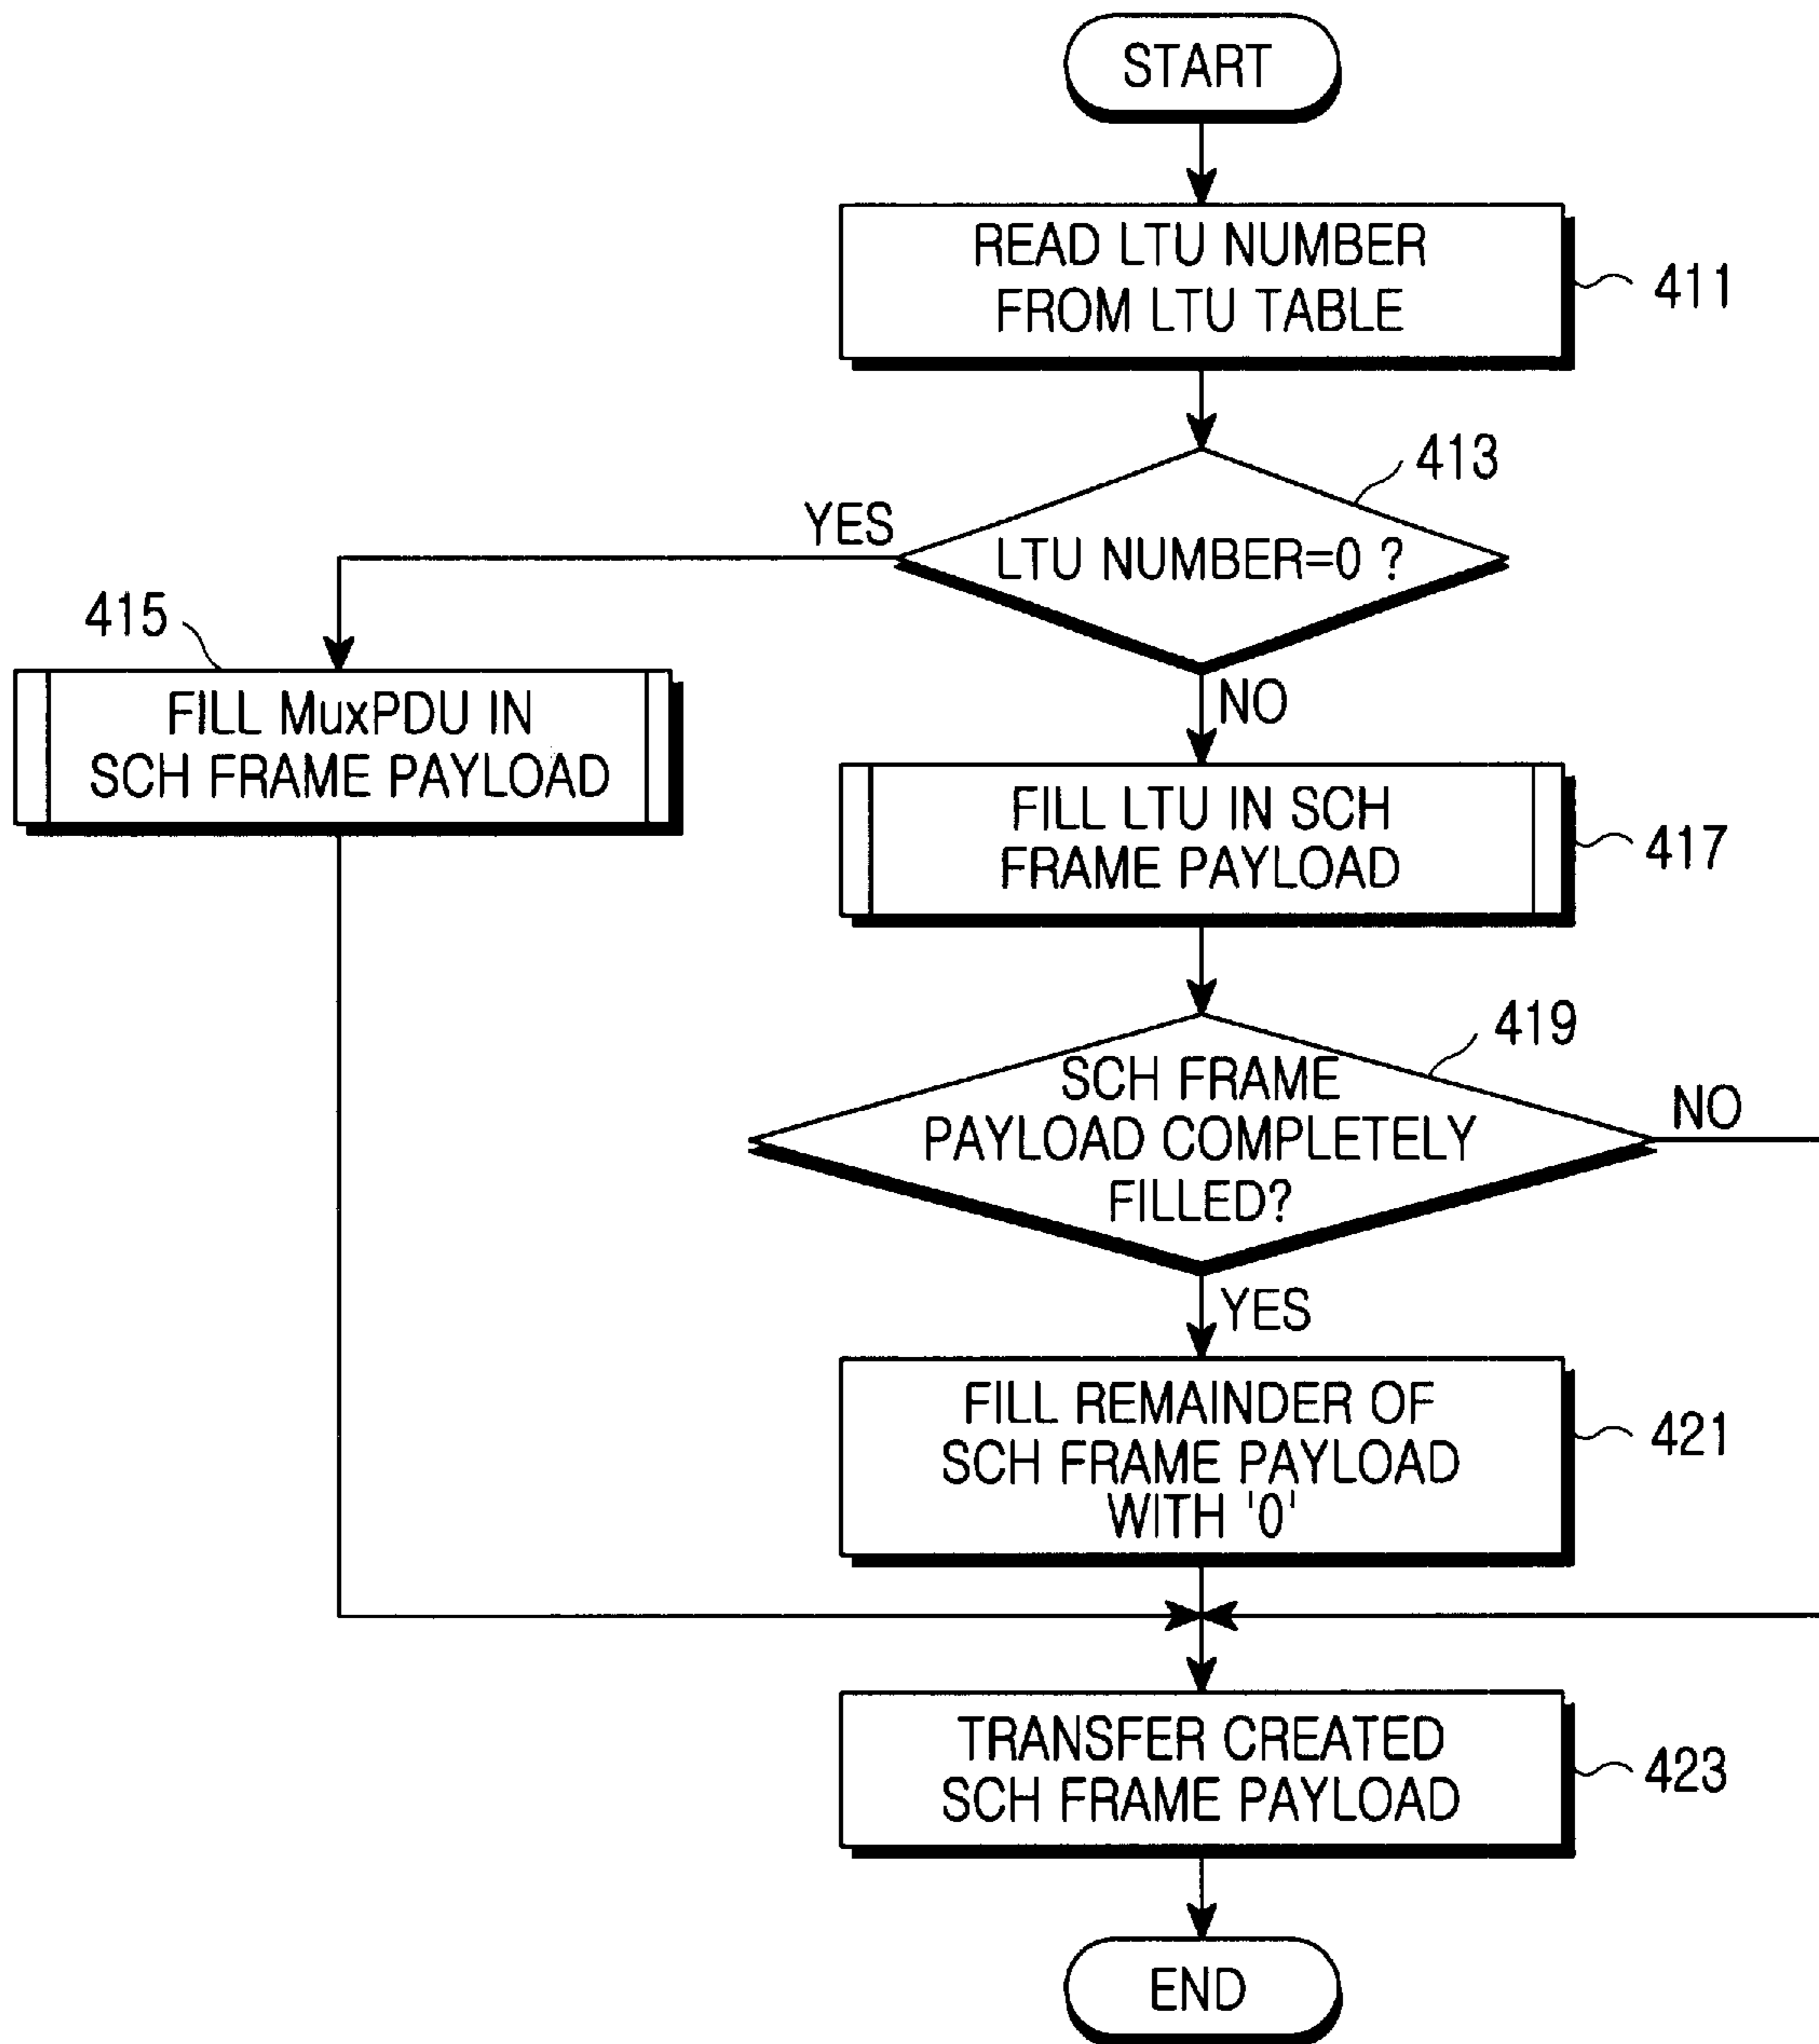 START
READ LTU NUMBER
FROM LTU TABLE
411
413
YES
LTU NUMBER=0 ?
415
NO
FILL MuxPDU IN
SCH FRAME PAYLOAD
FILL LTU IN SCH
FRAME PAYLOAD
417
419
SCH FRAME
PAYLOAD COMPLETELY
FILLED?
NO
YES
FILL REMAINDER OF
SCH FRAME PAYLOAD
WITH '0'
421
TRANSFER CREATED
SCH FRAME PAYLOAD
423
END